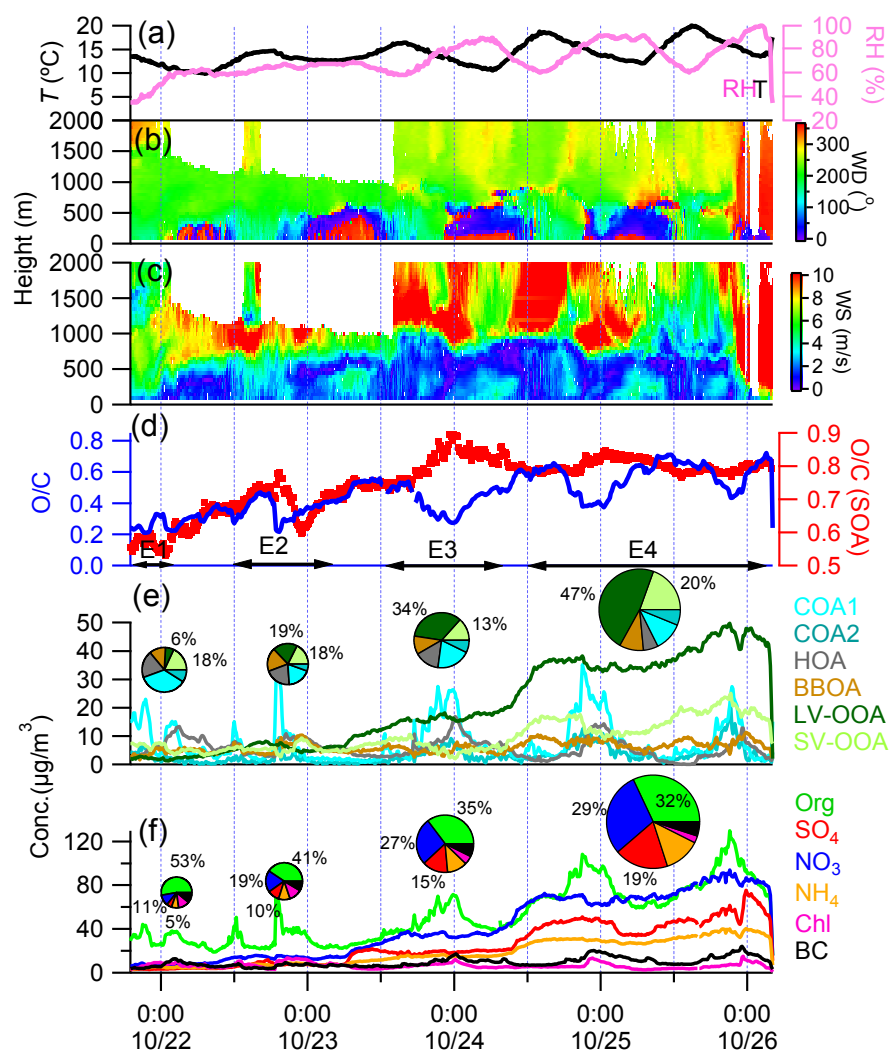 (a)
20
15
10
5
T (ºC)
100
80
60
40
20
RH (%)
RH T
(b)
2000
1500
1000
500
0
300
200
100
0
WD (°)
Height (m)
(c)
2000
1500
1000
500
0
10
8
6
4
2
0
WS (m/s)
(d)
0.8
0.6
0.4
0.2
0.0
O/C
0.9
0.8
0.7
0.6
0.5
O/C (SOA)
E1
E2
E3
E4
(e)
50
40
30
20
10
0
6%
18%
19%
18%
34%
13%
47%
20%
COA1
COA2
HOA
BBOA
LV-OOA
SV-OOA
Conc.(µg/m³)
(f)
120
80
40
0
53%
11%
5%
41%
19%
10%
35%
27%
15%
32%
29%
19%
Org
SO₄
NO₃
NH₄
Chl
BC
0:00
10/22
0:00
10/23
0:00
10/24
0:00
10/25
0:00
10/26